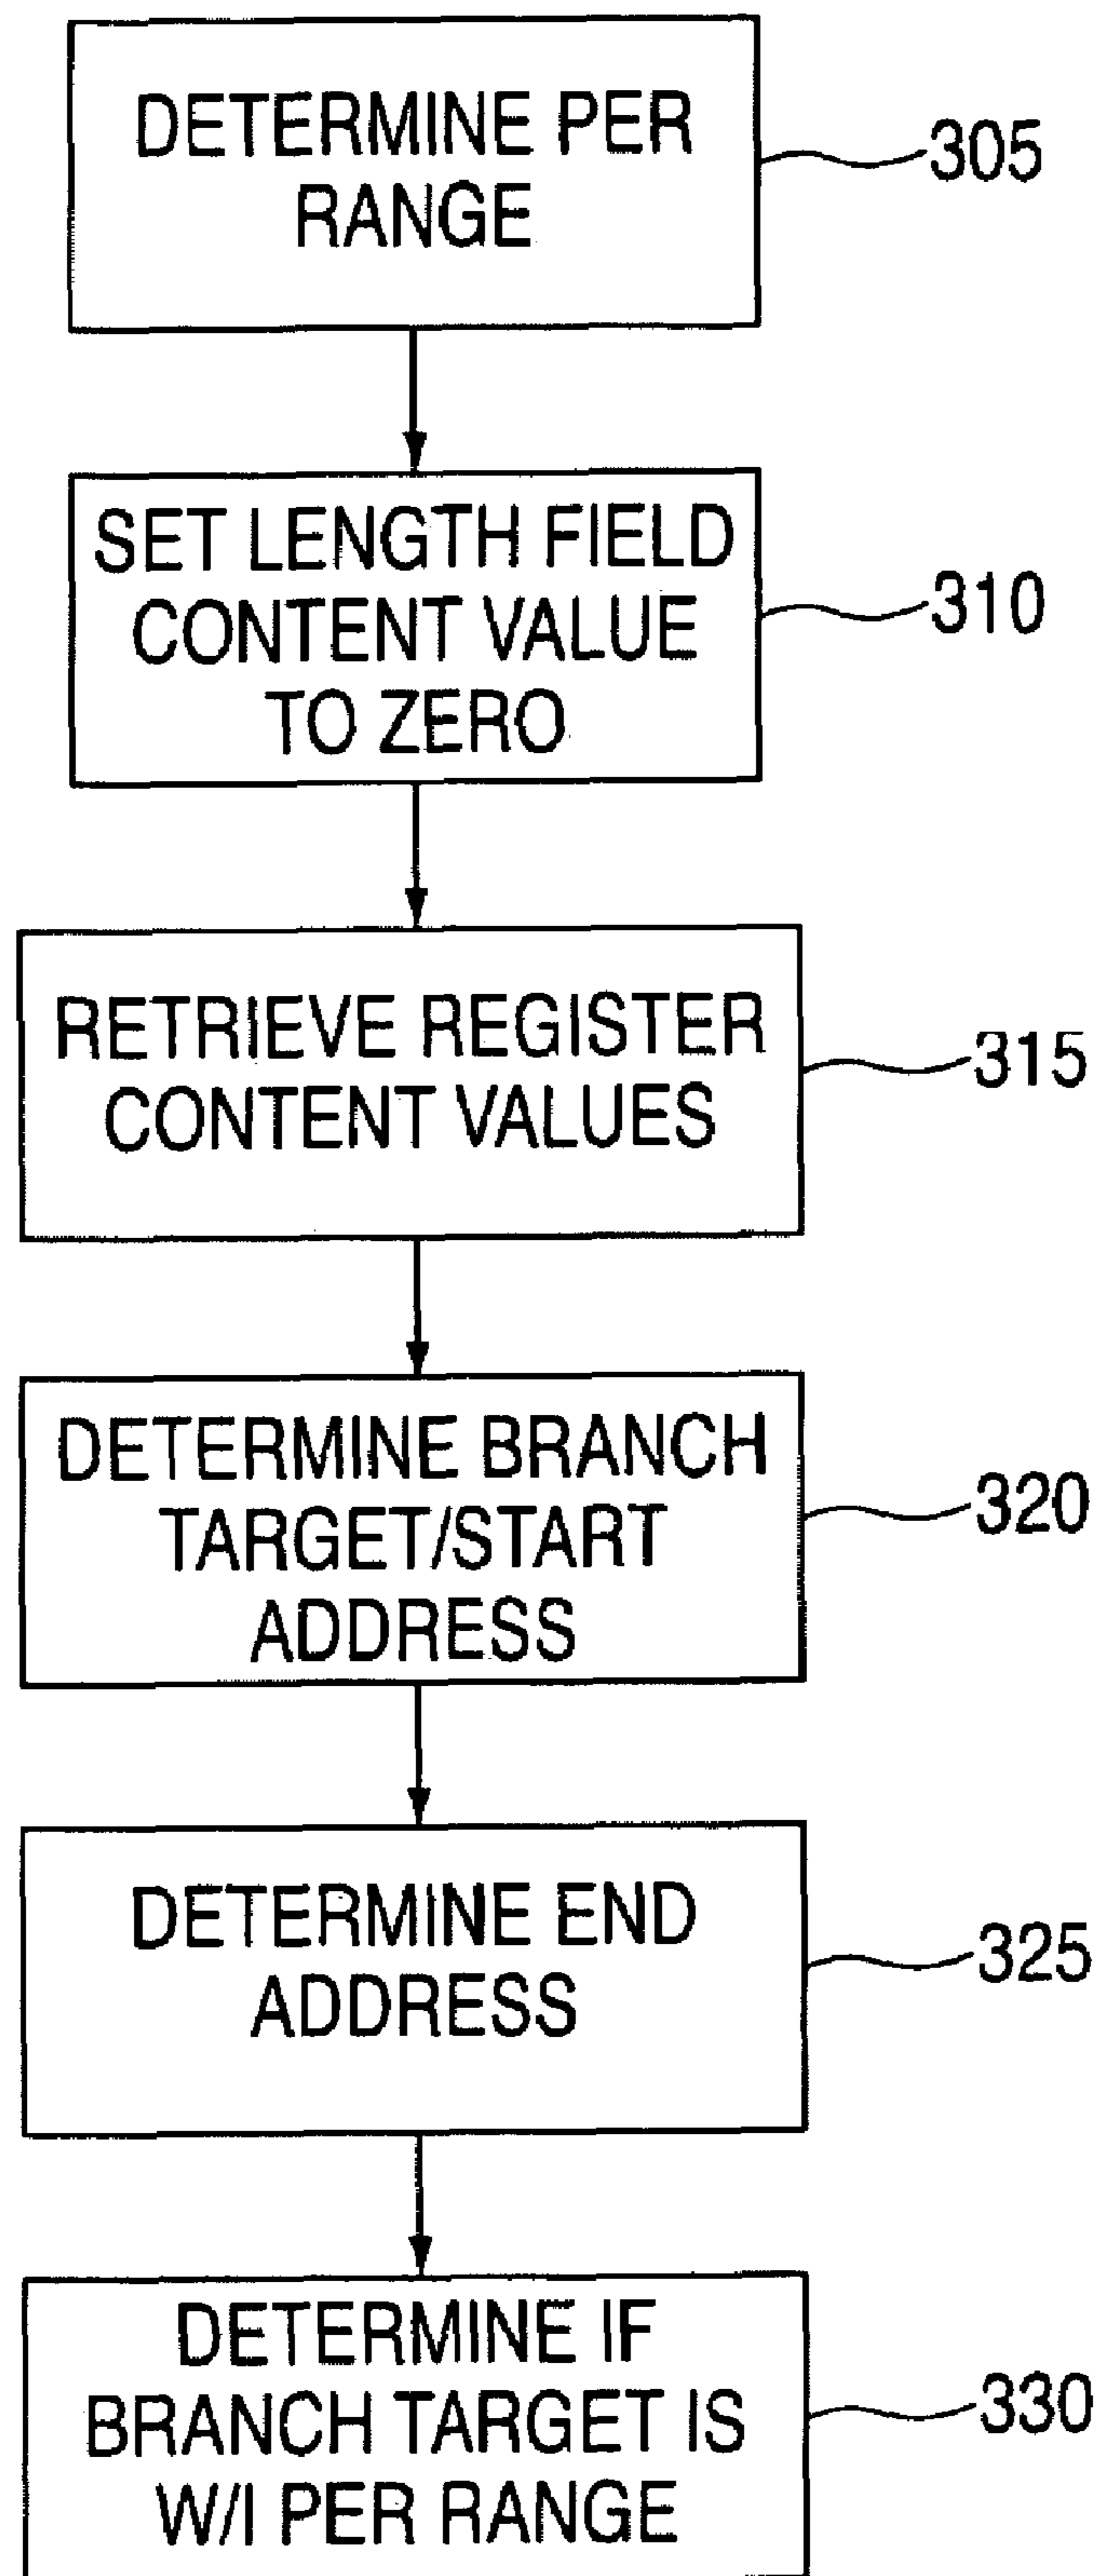 DETERMINE PER
RANGE
305
SET LENGTH FIELD
CONTENT VALUE
TO ZERO
310
RETRIEVE REGISTER
CONTENT VALUES
315
DETERMINE BRANCH
TARGET/START
ADDRESS
320
DETERMINE END
ADDRESS
325
DETERMINE IF
BRANCH TARGET IS
W/I PER RANGE
330